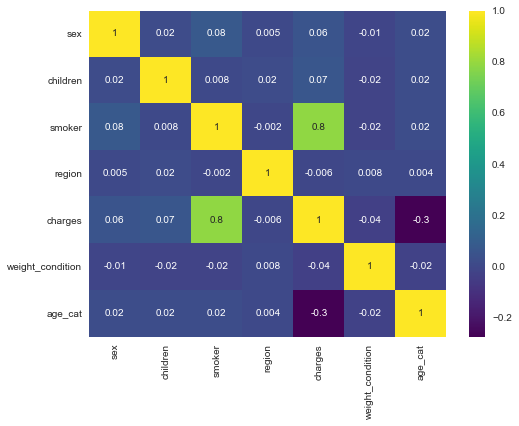 sex 1 0.02 0.08 0.005 0.06 -0.01 0.02
children 0.02 1 0.008 0.02 0.07 -0.02 0.02
smoker 0.08 0.008 1 -0.002 0.8 -0.02 0.02
region 0.005 0.02 -0.002 1 -0.006 0.008 0.004
charges 0.06 0.07 0.8 -0.006 1 -0.04 -0.3
weight_condition -0.01 -0.02 -0.02 0.008 -0.04 1 -0.02
age_cat 0.02 0.02 0.02 0.004 -0.3 -0.02 1
sex
children
smoker
region
charges
weight_condition
age_cat
1.0
0.8
0.6
0.4
0.2
0.0
−0.2